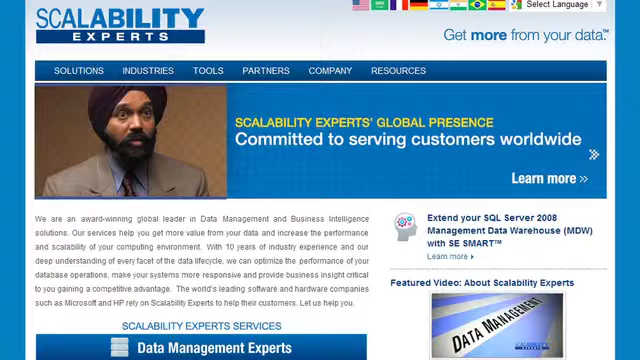 SCALABILITY
EXPERTS
Select Language
Get more from your data.™
SOLUTIONS INDUSTRIES TOOLS PARTNERS COMPANY RESOURCES
SCALABILITY EXPERTS' GLOBAL PRESENCE
Committed to serving customers worldwide
Learn more »
We are an award-winning global leader in Data Management and Business Intelligence
solutions. Our services help you get more value from your data and increase the performance
and scalability of your computing environment. With 10 years of industry experience and our
deep understanding of every facet of the data lifecycle, we can optimize the performance of your
database operations, make your systems more responsive and provide business insight critical
to you gaining a competitive advantage. The world's leading software and hardware companies
such as Microsoft and HP rely on Scalability Experts to help their customers. Let us help you.
SCALABILITY EXPERTS SERVICES
Data Management Experts
Extend your SQL Server 2008
Management Data Warehouse (MDW)
with SE SMART™
Learn more
Featured Video: About Scalability Experts
DATA MANAGEMENT
SCALABILITY
EXPERTS